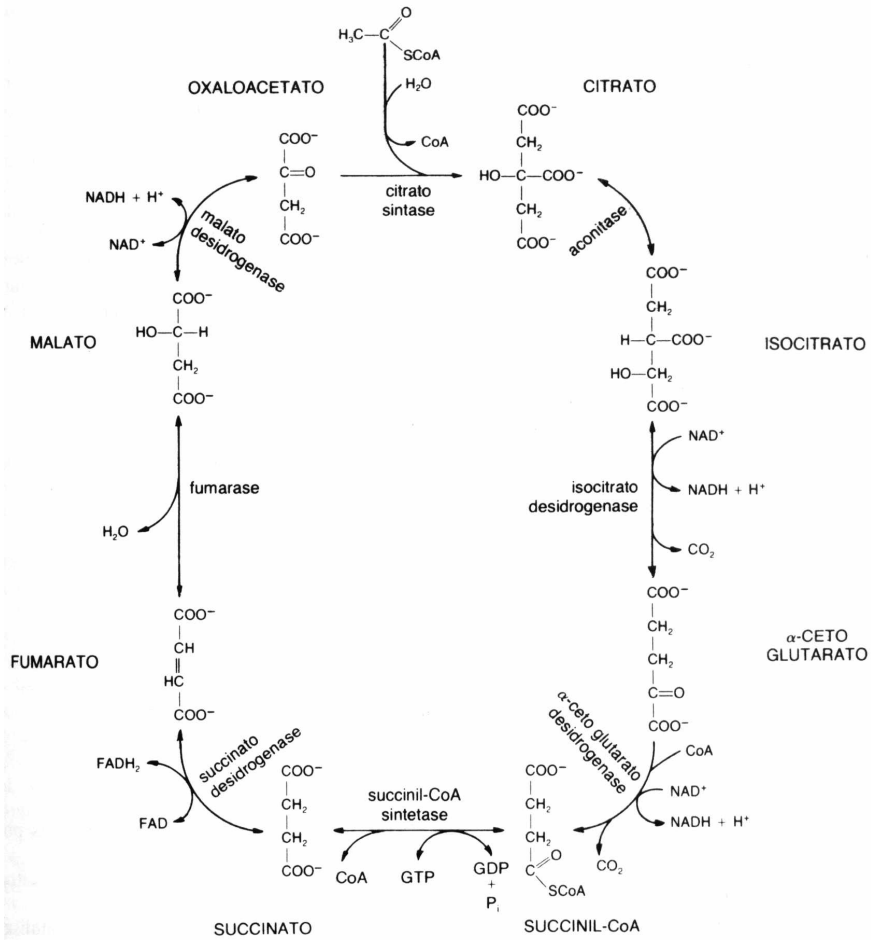 H₃C—C
O
SCoA
H₂O
CoA
OXALOACETATO
COO⁻
C=O
CH₂
COO⁻
citrato
sintase
CITRATO
COO⁻
CH₂
HO—C—COO⁻
CH₂
COO⁻
aconitase
ISOCITRATO
COO⁻
CH₂
H—C—COO⁻
HO—CH₂
COO⁻
NAD⁺
NADH + H⁺
CO₂
isocitrato
desidrogenase
α-CETO
GLUTARATO
COO⁻
CH₂
CH₂
C=O
COO⁻
α-ceto glutarato
desidrogenase
CoA
NAD⁺
NADH + H⁺
CO₂
SUCCINIL-CoA
COO⁻
CH₂
CH₂
C
O
SCoA
succinil-CoA
sintetase
GDP
+
Pᵢ
GTP
CoA
SUCCINATO
COO⁻
CH₂
CH₂
COO⁻
succinato
desidrogenase
FAD
FADH₂
FUMARATO
COO⁻
CH
HC
COO⁻
fumarase
H₂O
MALATO
COO⁻
HO—C—H
CH₂
COO⁻
malato
desidrogenase
NAD⁺
NADH + H⁺